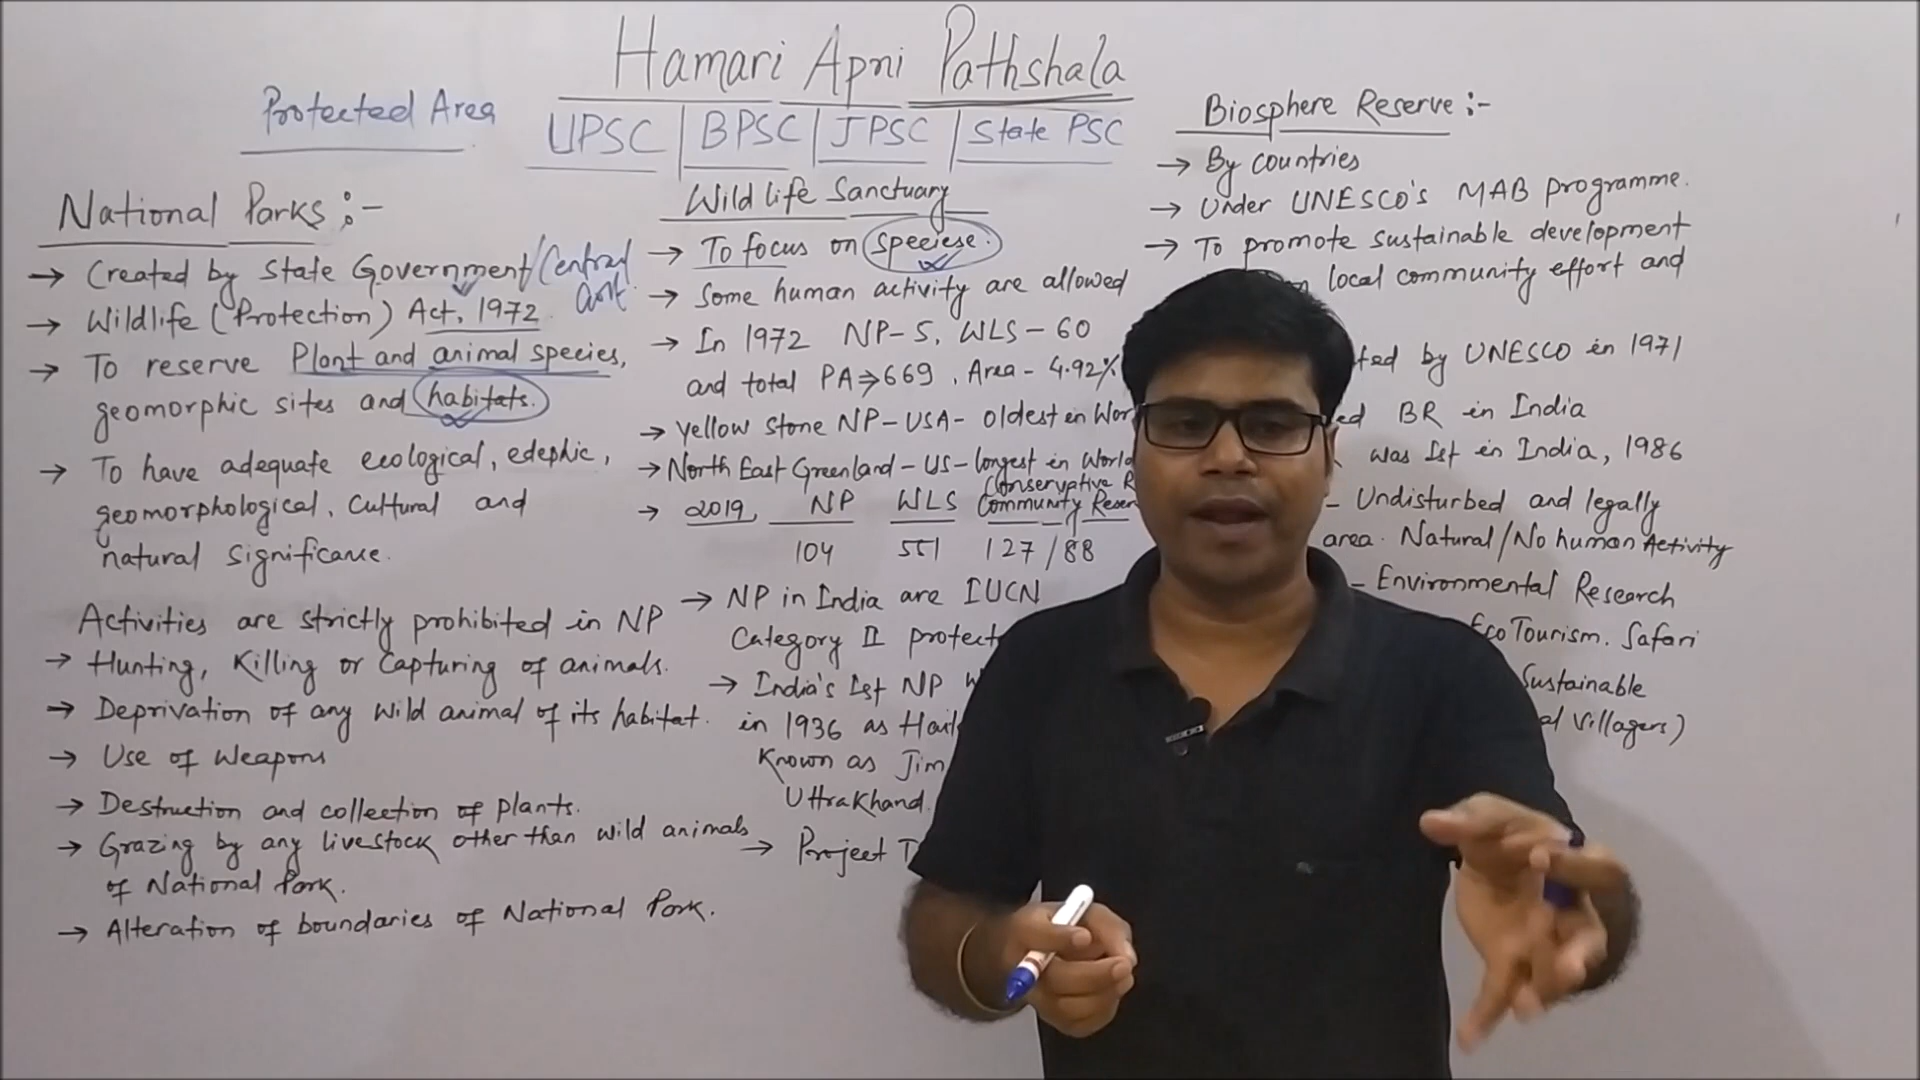 Hamari Apni Pathshala
Protected Area
UPSC | BPSC | JPSC | State PSC
National Parks :-
→ Created by State Government/Central
Govt.
→ Wildlife (Protection) Act, 1972
→ To reserve Plant and animal species,
geomorphic sites and habitats.
→ To have adequate ecological, edephic,
geomorphological, Cultural and
natural significance.
Activities are strictly prohibited in NP
→ Hunting, Killing or Capturing of animals.
→ Deprivation of any wild animal of its habitat.
→ Use of Weapons
→ Destruction and collection of plants.
→ Grazing by any livestock other than wild animals
of National Park.
→ Alteration of boundaries of National Park.
Wild life Sanctuary
→ To focus on speciese.
→ Some human activity are allowed
→ In 1972 NP-5, WLS-60
and total PA⇒669, Area - 4.92%
→ Yellow Stone NP-USA- oldest in Wor
→ North East Greenland-US-longest in World
Conservative R
→ 2019, NP WLS Community Reser
104 551 127/88
→ NP in India are IUCN
Category II protect
→ India's Ist NP W
in 1936 as Hail
Known as Jim
Uttrakhand.
→ Project T
Biosphere Reserve :-
→ By countries
→ Under UNESCO's MAB programme.
→ To promote sustainable development
local community effort and
ted by UNESCO in 1971
ed BR in India
was Ist in India, 1986
- Undisturbed and legally
area. Natural/No human Activity
- Environmental Research
Eco Tourism. Safari
Sustainable
al Villagers)